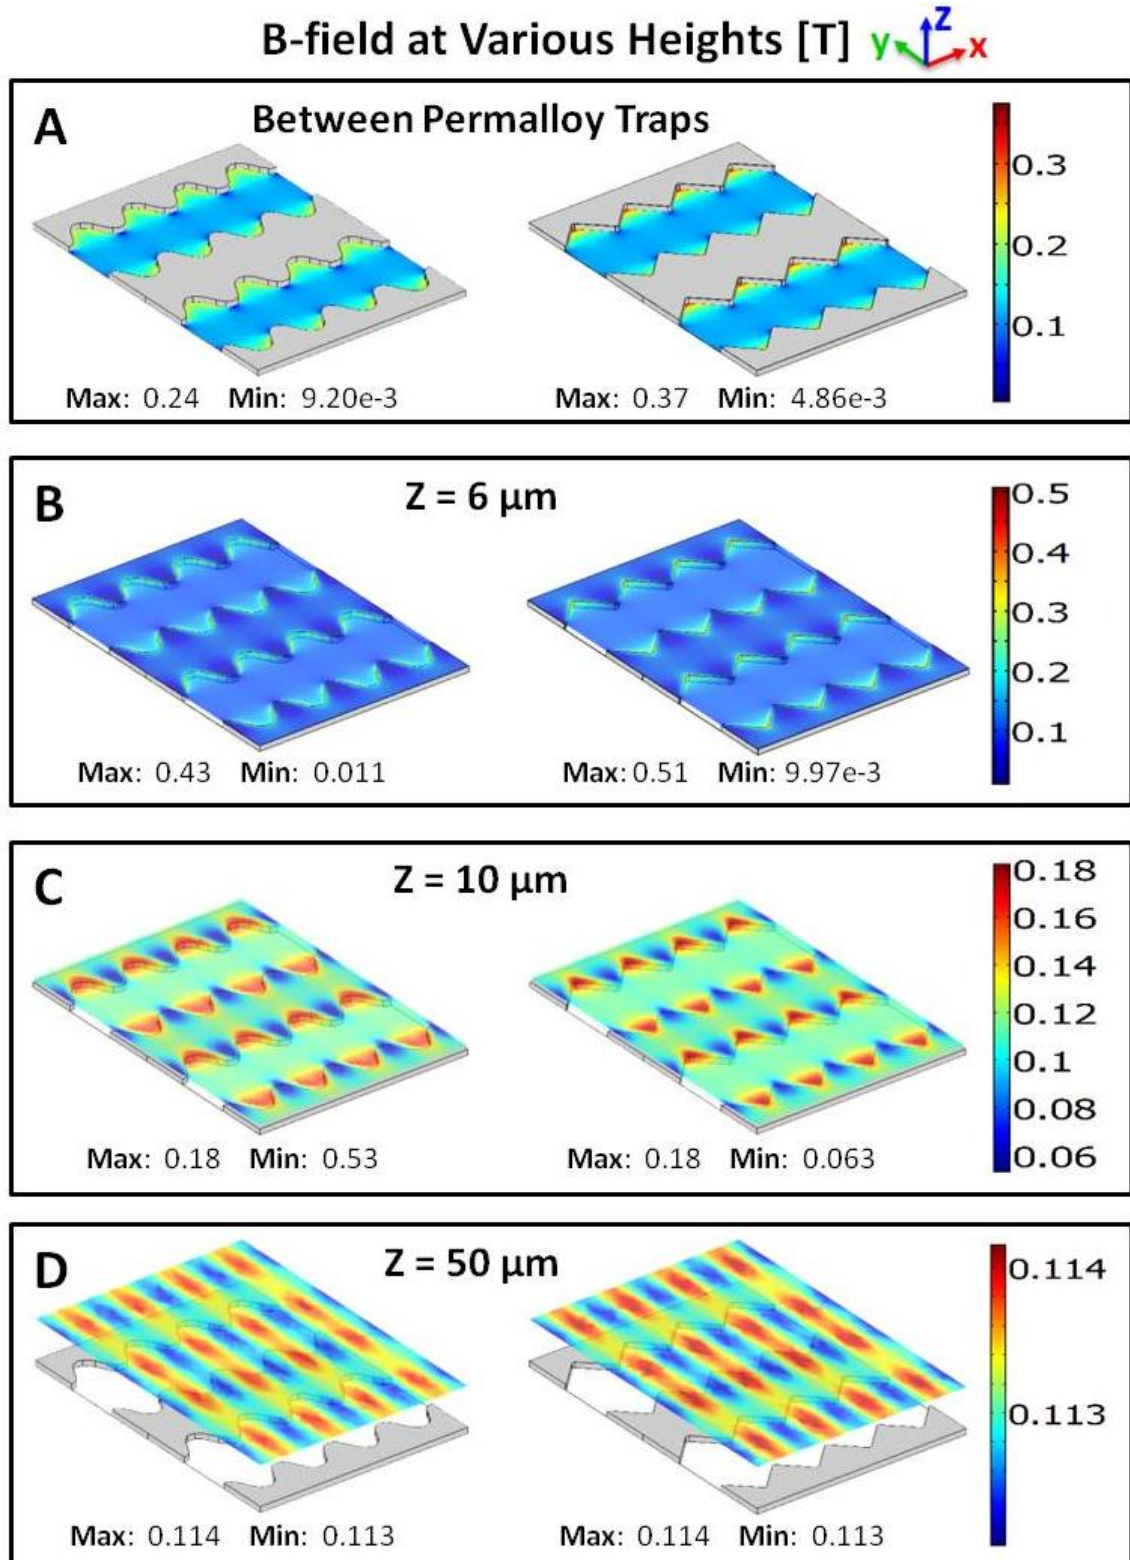 B-field at Various Heights [T]
y z x
A
Between Permalloy Traps
0.3
0.2
0.1
Max: 0.24 Min: 9.20e-3
Max: 0.37 Min: 4.86e-3
B
Z = 6 µm
0.5
0.4
0.3
0.2
0.1
Max: 0.43 Min: 0.011
Max: 0.51 Min: 9.97e-3
C
Z = 10 µm
0.18
0.16
0.14
0.12
0.1
0.08
0.06
Max: 0.18 Min: 0.53
Max: 0.18 Min: 0.063
D
Z = 50 µm
0.114
0.113
Max: 0.114 Min: 0.113
Max: 0.114 Min: 0.113